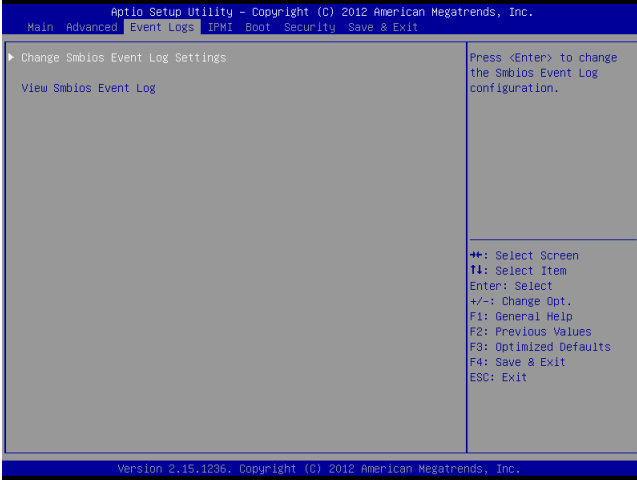 Aptio Setup Utility – Copyright (C) 2012 American Megatrends, Inc.
Main Advanced Event Logs IPMI Boot Security Save & Exit
Change Smbios Event Log Settings
View Smbios Event Log
Press <Enter> to change
the Smbios Event Log
configuration.
→←: Select Screen
↑↓: Select Item
Enter: Select
+/-: Change Opt.
F1: General Help
F2: Previous Values
F3: Optimized Defaults
F4: Save & Exit
ESC: Exit
Version 2.15.1236. Copyright (C) 2012 American Megatrends, Inc.